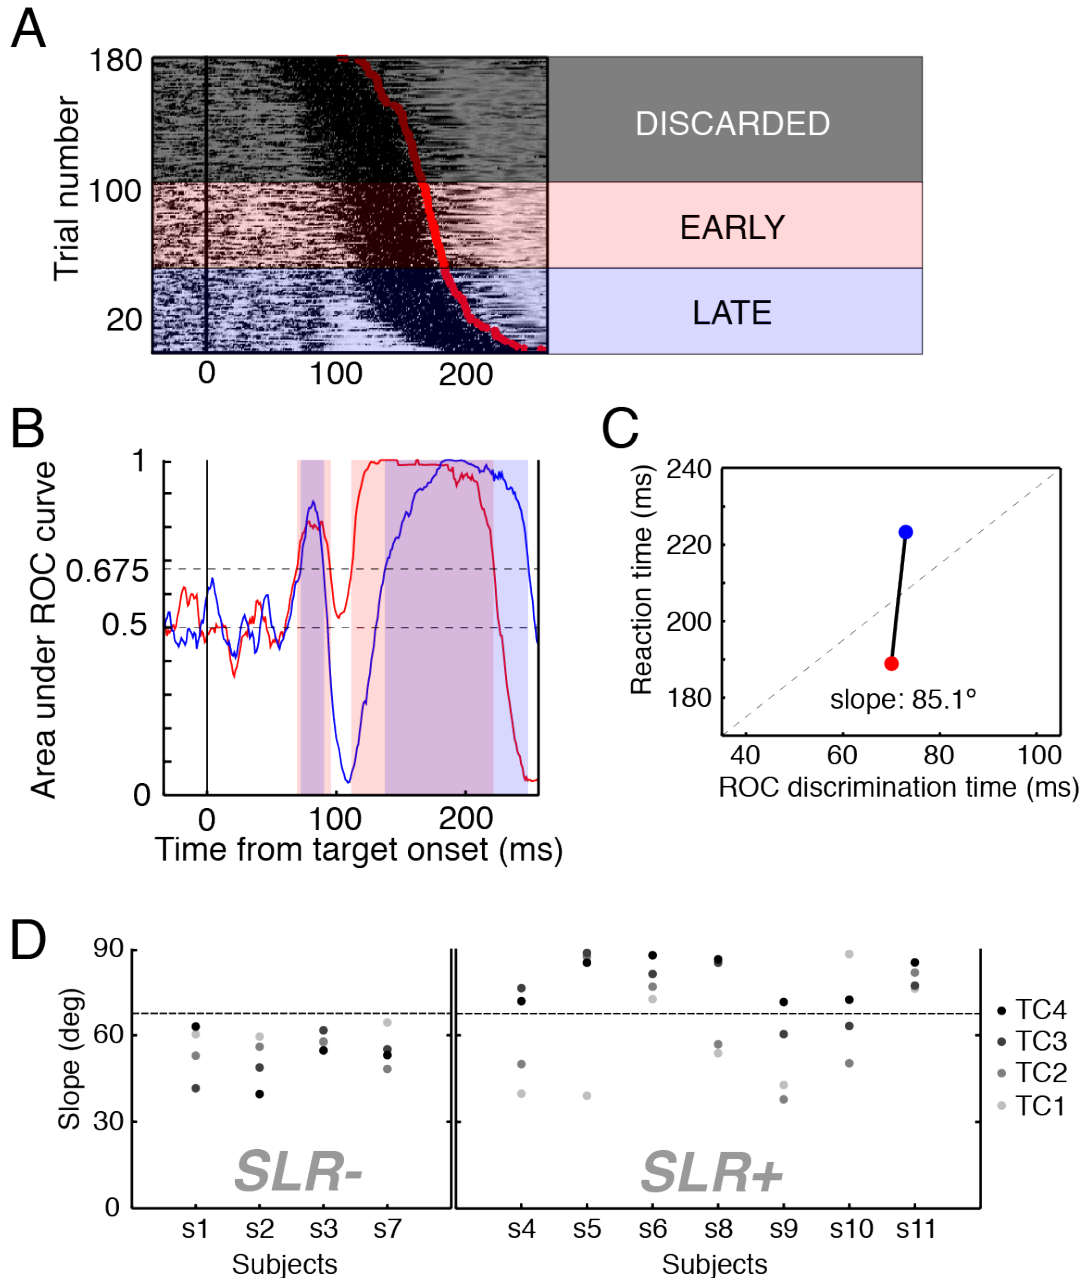 A
180
100
20
Trial number
DISCARDED
EARLY
LATE
0 100 200
B
1
0.675
0.5
0
Area under ROC curve
0 100 200
Time from target onset (ms)
C
240
220
200
180
Reaction time (ms)
slope: 85.1°
40 60 80 100
ROC discrimination time (ms)
D
90
60
30
0
Slope (deg)
SLR-
SLR+
TC4
TC3
TC2
TC1
s1 s2 s3 s7
s4 s5 s6 s8 s9 s10 s11
Subjects
Subjects